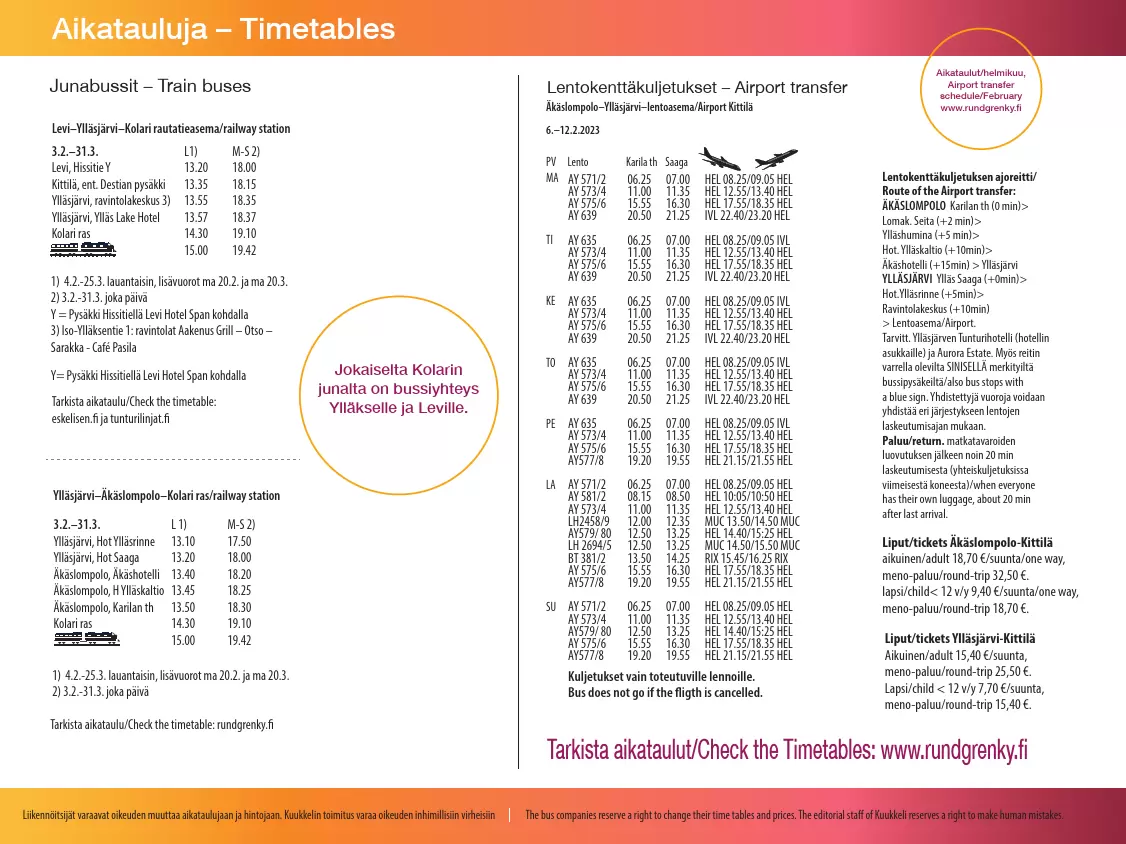 Aikatauluja – Timetables
Junabussit – Train buses
Levi–Ylläsjärvi–Kolari rautatieasema/railway station
3.2.–31.3. L1) M-S 2)
Levi, Hissitie Y 13.20 18.00
Kittilä, ent. Destian pysäkki 13.35 18.15
Ylläsjärvi, ravintolakeskus 3) 13.55 18.35
Ylläsjärvi, Ylläs Lake Hotel 13.57 18.37
Kolari ras 14.30 19.10
15.00 19.42
1) 4.2.-25.3. lauantaisin, lisävuorot ma 20.2. ja ma 20.3.
2) 3.2.-31.3. joka päivä
Y = Pysäkki Hissitiellä Levi Hotel Span kohdalla
3) Iso-Ylläksentie 1: ravintolat Aakenus Grill – Otso –
Sarakka - Café Pasila
Y= Pysäkki Hissitiellä Levi Hotel Span kohdalla
Tarkista aikataulu/Check the timetable:
eskelisen.fi ja tunturilinjat.fi
Jokaiselta Kolarin
junalta on bussiyhteys
Ylläkselle ja Leville.
Ylläsjärvi–Äkäslompolo–Kolari ras/railway station
3.2.–31.3. L 1) M-S 2)
Ylläsjärvi, Hot Ylläsrinne 13.10 17.50
Ylläsjärvi, Hot Saaga 13.20 18.00
Äkäslompolo, Äkäshotelli 13.40 18.20
Äkäslompolo, H Ylläskaltio 13.45 18.25
Äkäslompolo, Karilan th 13.50 18.30
Kolari ras 14.30 19.10
15.00 19.42
1) 4.2.-25.3. lauantaisin, lisävuorot ma 20.2. ja ma 20.3.
2) 3.2.-31.3. joka päivä
Tarkista aikataulu/Check the timetable: rundgrenky.fi
Lentokenttäkuljetukset – Airport transfer
Äkäslompolo–Ylläsjärvi–lentoasema/Airport Kittilä
6.–12.2.2023
PV Lento Karila th Saaga
MA AY 571/2 06.25 07.00 HEL 08.25/09.05 HEL
AY 573/4 11.00 11.35 HEL 12.55/13.40 HEL
AY 575/6 15.55 16.30 HEL 17.55/18.35 HEL
AY 639 20.50 21.25 IVL 22.40/23.20 HEL
TI AY 635 06.25 07.00 HEL 08.25/09.05 IVL
AY 573/4 11.00 11.35 HEL 12.55/13.40 HEL
AY 575/6 15.55 16.30 HEL 17.55/18.35 HEL
AY 639 20.50 21.25 IVL 22.40/23.20 HEL
KE AY 635 06.25 07.00 HEL 08.25/09.05 IVL
AY 573/4 11.00 11.35 HEL 12.55/13.40 HEL
AY 575/6 15.55 16.30 HEL 17.55/18.35 HEL
AY 639 20.50 21.25 IVL 22.40/23.20 HEL
TO AY 635 06.25 07.00 HEL 08.25/09.05 IVL
AY 573/4 11.00 11.35 HEL 12.55/13.40 HEL
AY 575/6 15.55 16.30 HEL 17.55/18.35 HEL
AY 639 20.50 21.25 IVL 22.40/23.20 HEL
PE AY 635 06.25 07.00 HEL 08.25/09.05 IVL
AY 573/4 11.00 11.35 HEL 12.55/13.40 HEL
AY 575/6 15.55 16.30 HEL 17.55/18.35 HEL
AY577/8 19.20 19.55 HEL 21.15/21.55 HEL
LA AY 571/2 06.25 07.00 HEL 08.25/09.05 HEL
AY 581/2 08.15 08.50 HEL 10:05/10:50 HEL
AY 573/4 11.00 11.35 HEL 12.55/13.40 HEL
LH2458/9 12.00 12.35 MUC 13.50/14.50 MUC
AY579/ 80 12.50 13.25 HEL 14.40/15:25 HEL
LH 2694/5 12.50 13.25 MUC 14.50/15.50 MUC
BT 381/2 13.50 14.25 RIX 15.45/16.25 RIX
AY 575/6 15.55 16.30 HEL 17.55/18.35 HEL
AY577/8 19.20 19.55 HEL 21.15/21.55 HEL
SU AY 571/2 06.25 07.00 HEL 08.25/09.05 HEL
AY 573/4 11.00 11.35 HEL 12.55/13.40 HEL
AY579/ 80 12.50 13.25 HEL 14.40/15:25 HEL
AY 575/6 15.55 16.30 HEL 17.55/18.35 HEL
AY577/8 19.20 19.55 HEL 21.15/21.55 HEL
Kuljetukset vain toteutuville lennoille.
Bus does not go if the fligth is cancelled.
Aikataulut/helmikuu,
Airport transfer
schedule/February
www.rundgrenky.fi
Lentokenttäkuljetuksen ajoreitti/
Route of the Airport transfer:
ÄKÄSLOMPOLO Karilan th (0 min)>
Lomak. Seita (+2 min)>
Ylläshumina (+5 min)>
Hot. Ylläskaltio (+10min)>
Äkäshotelli (+15min) > Ylläsjärvi
YLLÄSJÄRVI Ylläs Saaga (+0min)>
Hot.Ylläsrinne (+5min)>
Ravintolakeskus (+10min)
> Lentoasema/Airport.
Tarvitt. Ylläsjärven Tunturihotelli (hotellin
asukkaille) ja Aurora Estate. Myös reitin
varrella olevilta SINISELLÄ merkityiltä
bussipysäkeiltä/also bus stops with
a blue sign. Yhdistettyjä vuoroja voidaan
yhdistää eri järjestykseen lentojen
laskeutumisajan mukaan.
Paluu/return. matkatavaroiden
luovutuksen jälkeen noin 20 min
laskeutumisesta (yhteiskuljetuksissa
viimeisestä koneesta)/when everyone
has their own luggage, about 20 min
after last arrival.
Liput/tickets Äkäslompolo-Kittilä
aikuinen/adult 18,70 €/suunta/one way,
meno-paluu/round-trip 32,50 €.
lapsi/child< 12 v/y 9,40 €/suunta/one way,
meno-paluu/round-trip 18,70 €.
Liput/tickets Ylläsjärvi-Kittilä
Aikuinen/adult 15,40 €/suunta,
meno-paluu/round-trip 25,50 €.
Lapsi/child < 12 v/y 7,70 €/suunta,
meno-paluu/round-trip 15,40 €.
Tarkista aikataulut/Check the Timetables: www.rundgrenky.fi
Liikennöitsijät varaavat oikeuden muuttaa aikataulujaan ja hintojaan. Kuukkelin toimitus varaa oikeuden inhimillisiin virheisiin
The bus companies reserve a right to change their time tables and prices. The editorial staff of Kuukkeli reserves a right to make human mistakes.